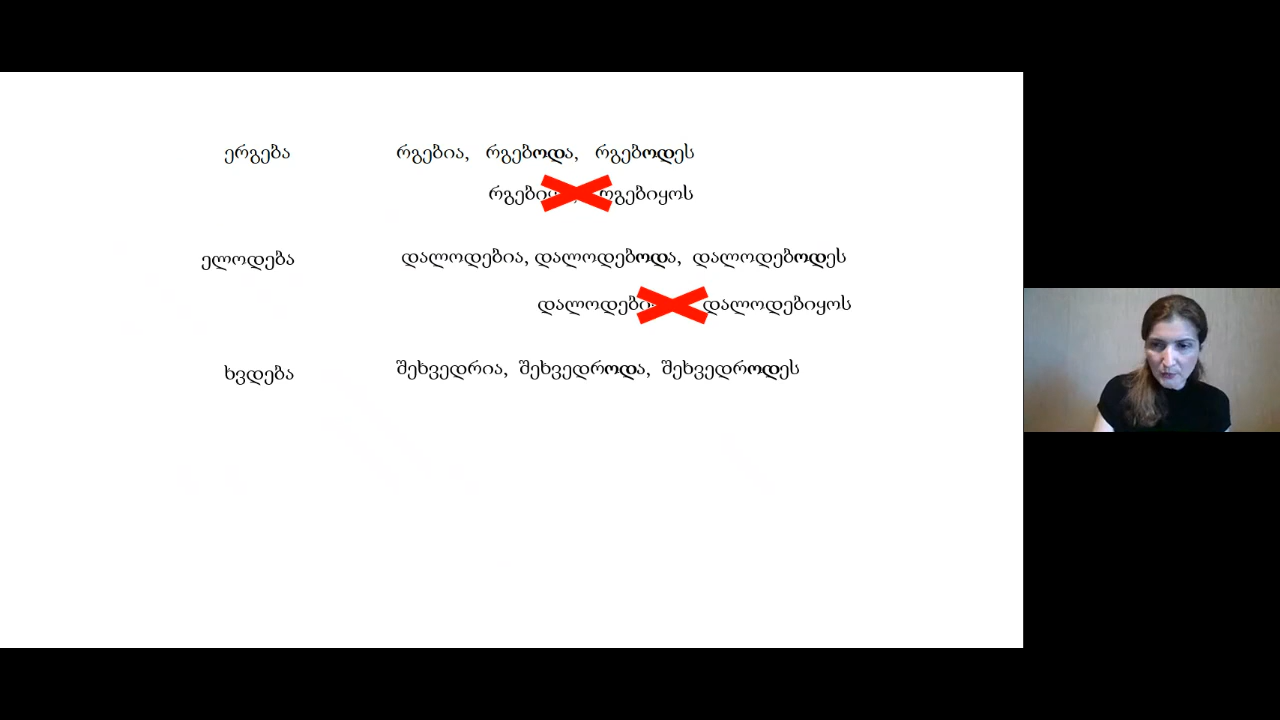 ერგება რგებია, რგებოდა, რგებოდეს
რგებიყოს
ელოდება დალოდებია, დალოდებოდა, დალოდებოდეს
დალოდებიყოს
ხვდება შეხვედრია, შეხვედროდა, შეხვედროდეს